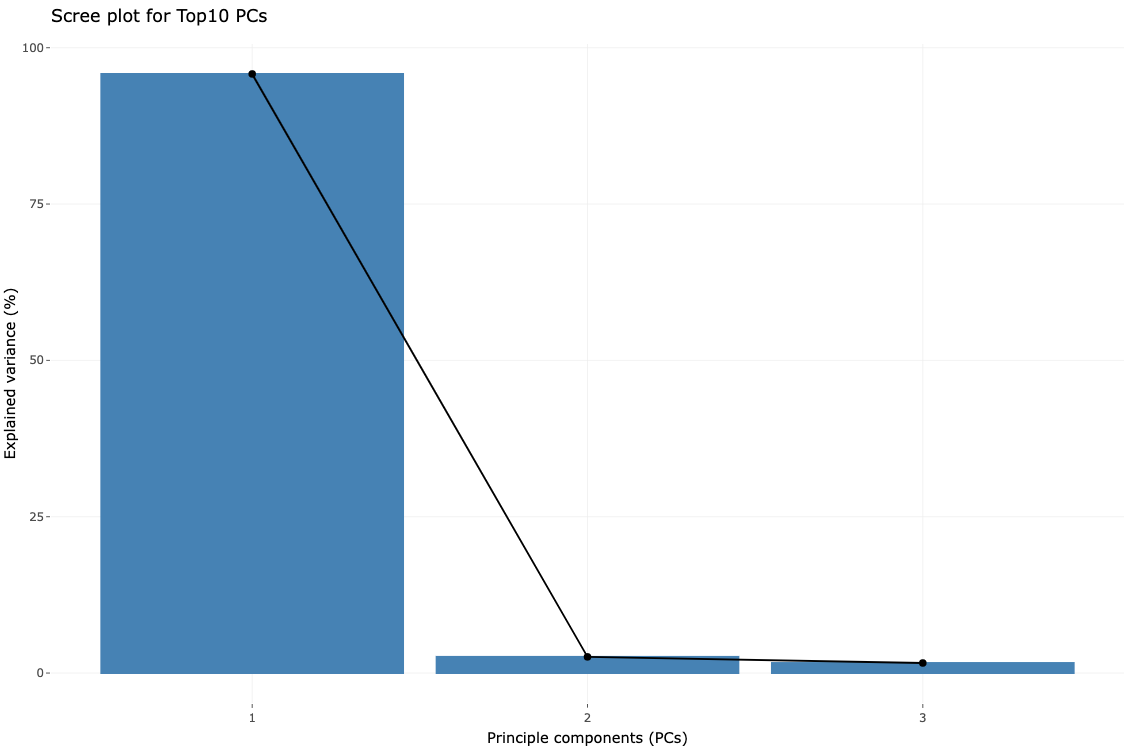 Scree plot for Top10 PCs
100
75
50
25
0
Explained variance (%)
1 2 3
Principle components (PCs)